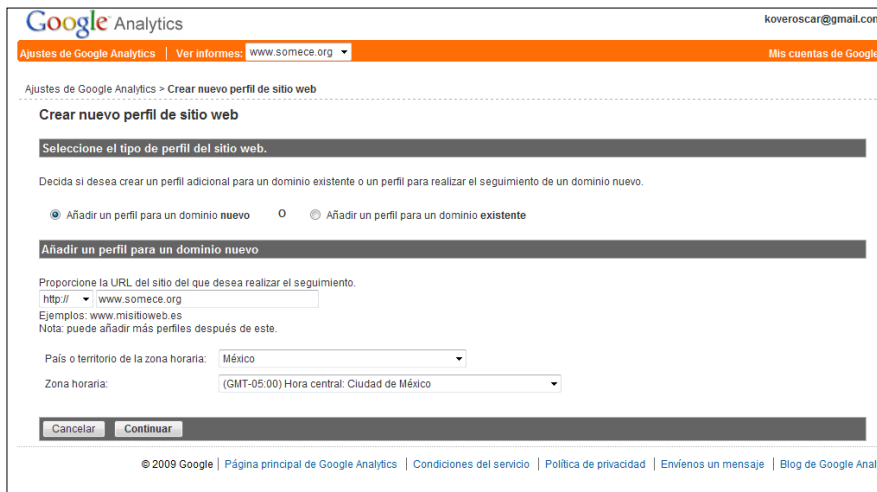 Google Analytics
koveroscar@gmail.com
Ajustes de Google Analytics | Ver informes: www.somece.org
Mis cuentas de Google
Ajustes de Google Analytics > Crear nuevo perfil de sitio web
Crear nuevo perfil de sitio web
Seleccione el tipo de perfil del sitio web.
Decida si desea crear un perfil adicional para un dominio existente o un perfil para realizar el seguimiento de un dominio nuevo.
Añadir un perfil para un dominio nuevo O Añadir un perfil para un dominio existente
Añadir un perfil para un dominio nuevo
Proporcione la URL del sitio del que desea realizar el seguimiento.
http:// www.somece.org
Ejemplos: www.misitioweb.es
Nota: puede añadir más perfiles después de este.
País o territorio de la zona horaria: México
Zona horaria: (GMT-05:00) Hora central: Ciudad de México
Cancelar Continuar
© 2009 Google | Página principal de Google Analytics | Condiciones del servicio | Política de privacidad | Envíenos un mensaje | Blog de Google Anal